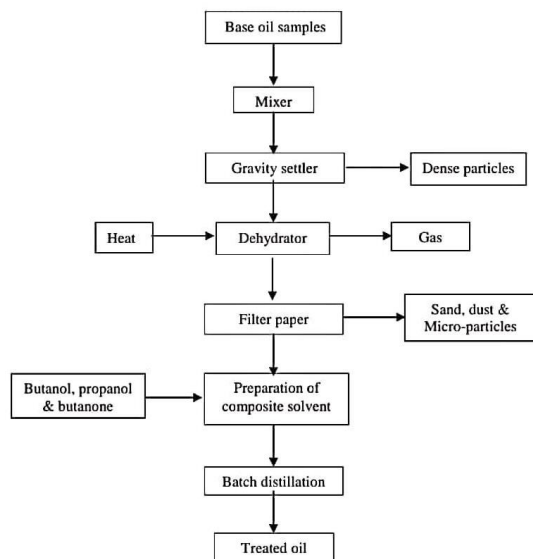 Base oil samples
Mixer
Gravity settler
Dense particles
Heat
Dehydrator
Gas
Filter paper
Sand, dust &
Micro-particles
Butanol, propanol
& butanone
Preparation of
composite solvent
Batch distillation
Treated oil